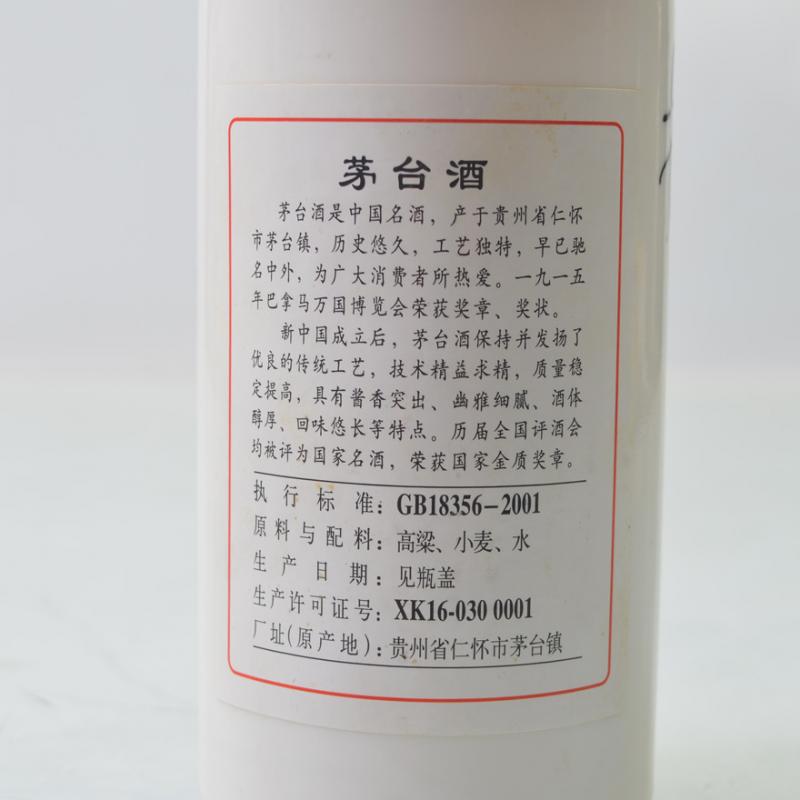 茅台酒
茅台酒是中国名酒，产于贵州省仁怀
市茅台镇，历史悠久，工艺独特，早已驰
名中外，为广大消费者所热爱。一九一五
年巴拿马万国博览会荣获奖章、奖状。
新中国成立后，茅台酒保持并发扬了
优良的传统工艺，技术精益求精，质量稳
定提高，具有酱香突出、幽雅细腻、酒体
醇厚、回味悠长等特点。历届全国评酒会
均被评为国家名酒，荣获国家金质奖章。
执行标准：GB18356-2001
原料与配料：高粱、小麦、水
生产日期：见瓶盖
生产许可证号：XK16-030 0001
厂址(原产地)：贵州省仁怀市茅台镇